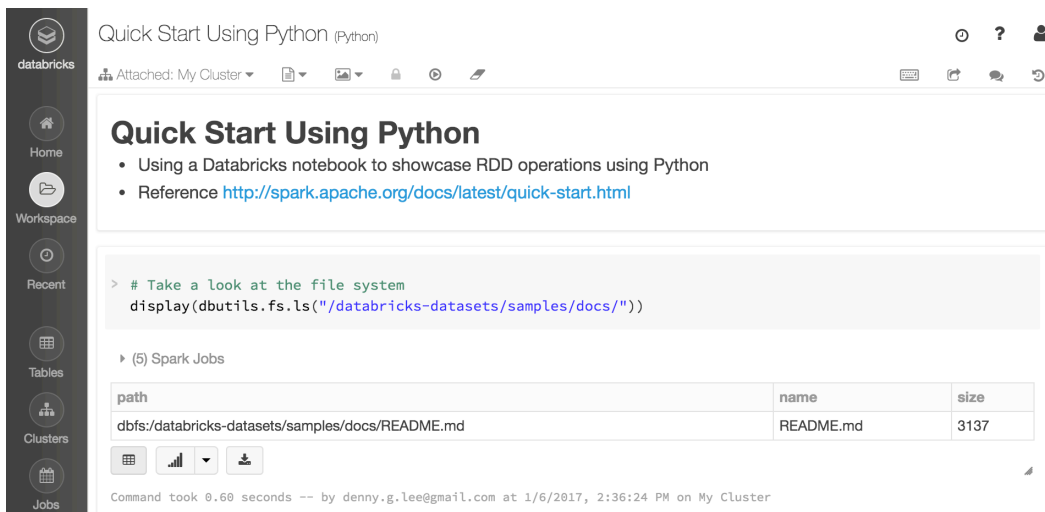 databricks
Home
Workspace
Recent
Tables
Clusters
Jobs
Quick Start Using Python (Python)
?
Attached: My Cluster
Quick Start Using Python
• Using a Databricks notebook to showcase RDD operations using Python
• Reference http://spark.apache.org/docs/latest/quick-start.html
> # Take a look at the file system
display(dbutils.fs.ls("/databricks-datasets/samples/docs/"))
(5) Spark Jobs
path name size
dbfs:/databricks-datasets/samples/docs/README.md README.md 3137
Command took 0.60 seconds -- by denny.g.lee@gmail.com at 1/6/2017, 2:36:24 PM on My Cluster